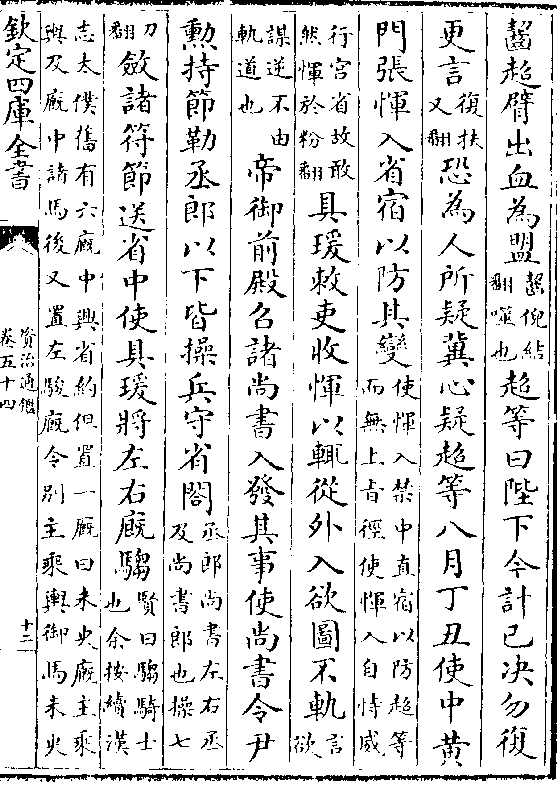 齧超臂出血為盟齧倪結
翻噬也超等曰陛下今計已决勿復
更言復扶
又翻恐為人所疑冀心疑超等八月丁丑使中黄
門張惲入省宿以防其變使惲入禁中直宿以防超等
而無上旨徑使惲入自恃威
行宫省故敢
然惲於粉翻具瑗敕吏收惲以輒從外入欲圖不軌言欲
謀逆不由
軌道也帝御前殿召諸尚書入發其事使尚書令尹
勲持節勒丞郎以下皆操兵守省閤丞郎尚書左右丞
及尚書郎也操七
刀翻
斂諸符節送省中使具瑗將左右廐騶賢曰騶騎士
也余按續漢
志太僕舊有六廐中興省約但置一廐曰未央廐主乘
輿及廐中諸馬後又置左駿廐令别主乘輿御馬未央
欽定四庫全書
資治通鑑
卷五十四
十二